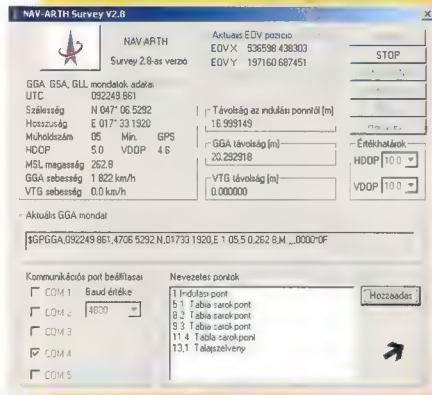 NAV-ARTH Survey V2.8
NAV-ARTH
Survey 2.8-as verzió
Aktuális EOV pozíció
EOV X 536598 438303
EOV Y 197160 687451
STOP
GGA, GSA, GLL mondatok adatai
UTC 092249.861
Szélesség N 047° 06 5292
Hosszúság E 017° 33 1920
Műholdszám 05 Min. GPS
HDOP 5.0 VDOP 4.6
MSL magasság 262.8
GGA sebesség 1 822 km/h
VTG sebesség 0.0 km/h
Távolság az indulási ponttól [m]
16.999149
GGA távolság [m]
20.292918
VTG távolság [m]
0.000000
Értékhatárok
HDOP 10.0
VDOP 10.0
Aktuális GGA mondat
$GPGGA,092249 861,4706 5292 N,01733 1920,E 1 05,5 0,262 8,M
Kommunikációs port beállításai
COM 1
COM 2
COM 3
COM 4
COM 5
Baud értéke
4800
Nevezetes pontok
1 Indulási pont
5.1 Tábla sarokpont
8.2 Tábla sarokpont
9.3 Tábla sarokpont
11.4 Tábla sarokpont
13,1 Talajszelvény
Hozzáadás